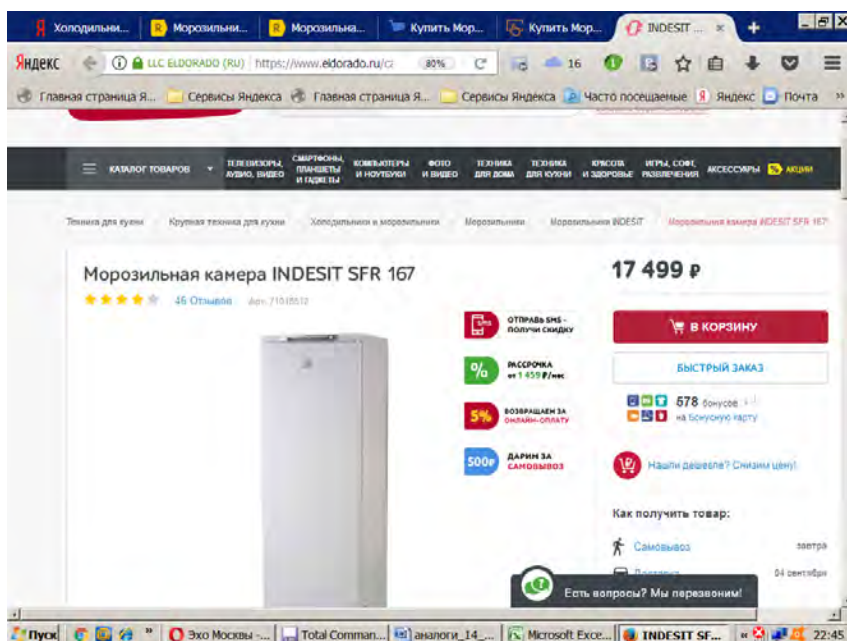 Я Холодильни...
R Морозильни...
R Морозильна...
Купить Мор...
Купить Мор...
INDESIT ...
Яндекс
LLC ELDORADO (RU)
https://www.eldorado.ru/ca
80%
16
Главная страница Я...
Сервисы Яндекса
Главная страница Я...
Сервисы Яндекса
Часто посещаемые
Яндекс
Почта
КАТАЛОГ ТОВАРОВ
ТЕЛЕВИЗОРЫ,
АУДИО, ВИДЕО
СМАРТФОНЫ,
ПЛАНШЕТЫ
И ГАДЖЕТЫ
КОМПЬЮТЕРЫ
И НОУТБУКИ
ФОТО
И ВИДЕО
ТЕХНИКА
ДЛЯ ДОМА
ТЕХНИКА
ДЛЯ КУХНИ
КРАСОТА
И ЗДОРОВЬЕ
ИГРЫ, СОФТ,
РАЗВЛЕЧЕНИЯ
АКСЕССУАРЫ
% АКЦИИ
Техника для кухни
Крупная техника для кухни
Холодильники и морозильники
Морозильники
Морозильники INDESIT
Морозильная камера INDESIT SFR 167
Морозильная камера INDESIT SFR 167
46 Отзывов
17 499 ₽
SMS
ОТПРАВЬ SMS -
ПОЛУЧИ СКИДКУ
%
РАССРОЧКА
от 1 459 ₽/мес
5%
ВОЗВРАЩАЕМ ЗА
ОНЛАЙН-ОПЛАТУ
500₽
ДАРИМ ЗА
САМОВЫВОЗ
В КОРЗИНУ
БЫСТРЫЙ ЗАКАЗ
578 бонусов
на Бонусную карту
Нашли дешевле? Снизим цену!
Как получить товар:
Самовывоз
завтра
Доставка
04 сентября
Есть вопросы? Мы перезвоним!
Пуск
Эхо Москвы -...
Total Comman...
аналоги_14_...
Microsoft Exce...
INDESIT SF...
22:45